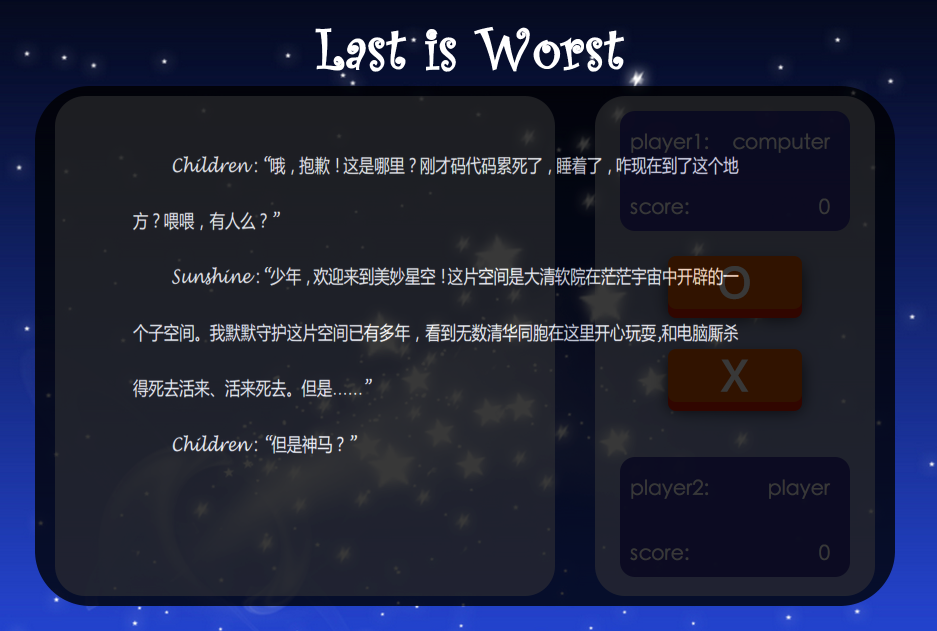 Last is Worst
player1: computer
Children：“哦，抱歉！这是哪里？刚才码代码累死了，睡着了，咋现在到了这个地
方？喂喂，有人么？”
score: 0
Sunshine：“少年，欢迎来到美妙星空！这片空间是大清软院在茫茫宇宙中开辟的一
O
个子空间。我默默守护这片空间已有多年，看到无数清华同胞在这里开心玩耍,和电脑厮杀
X
得死去活来、活来死去。但是……”
Children：“但是神马？”
player2: player
score: 0